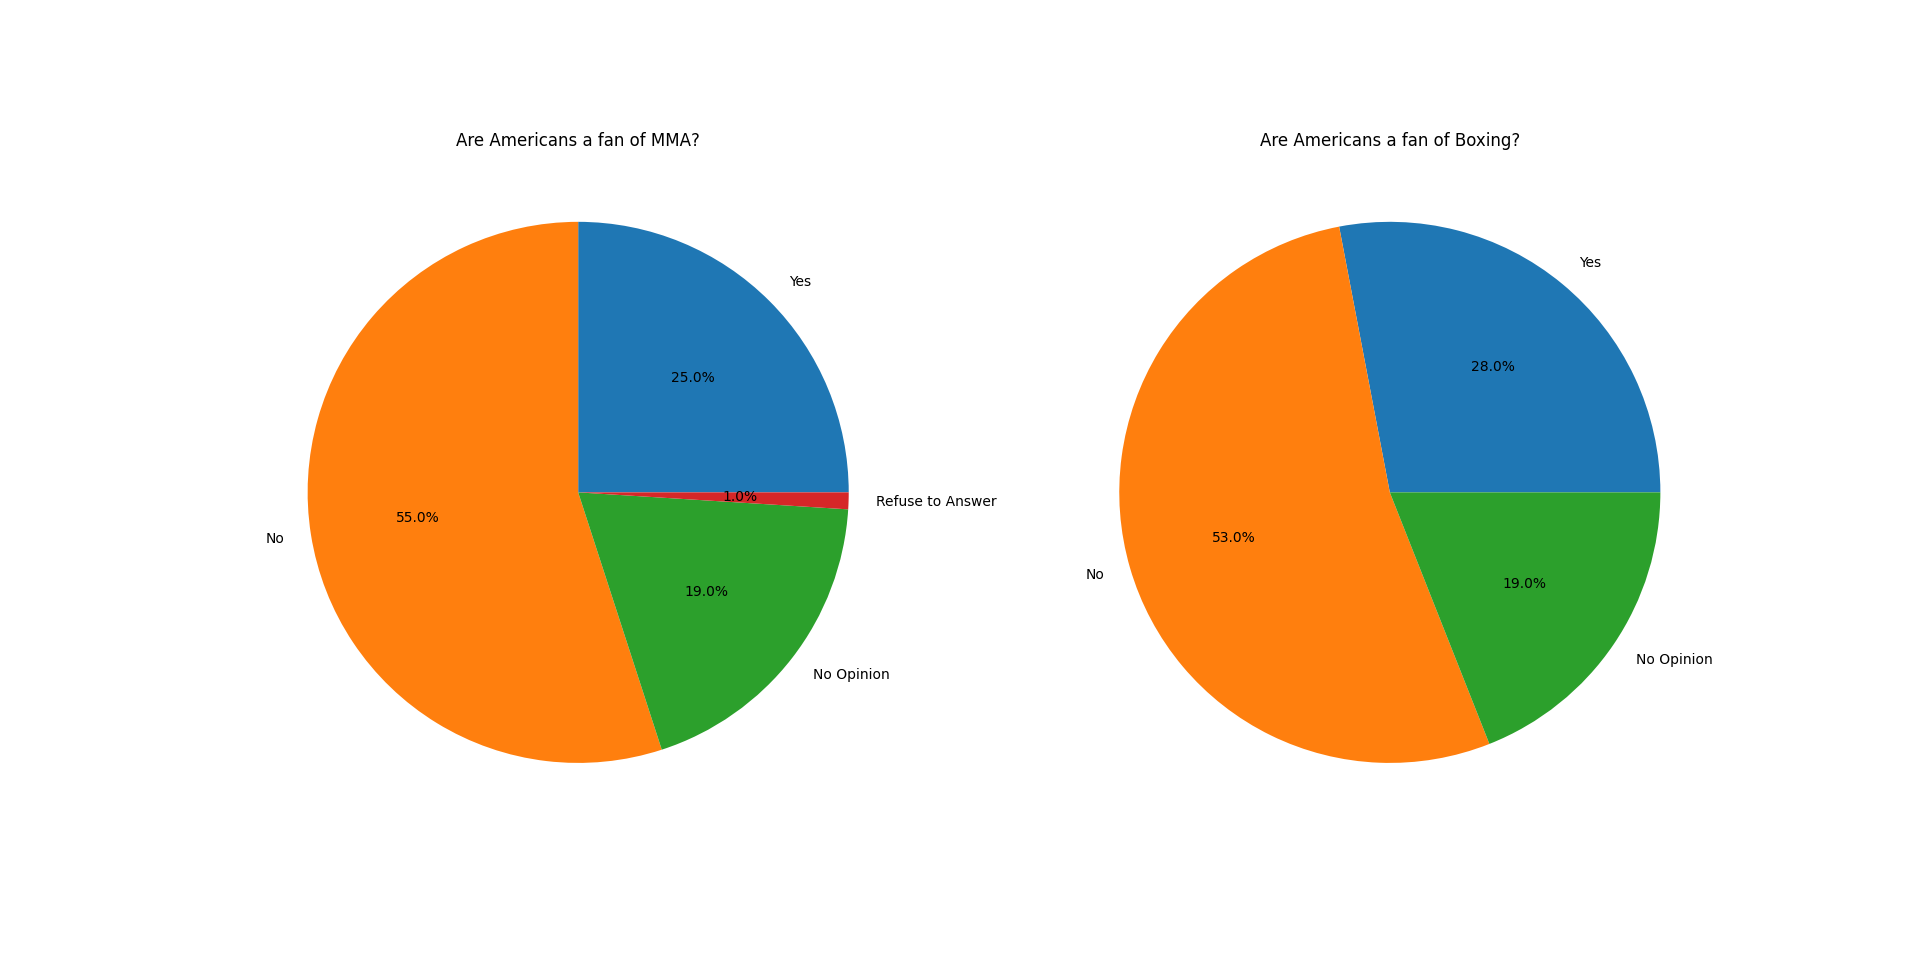 Are Americans a fan of MMA?
Yes
25.0%
1.0%
Refuse to Answer
55.0%
No
19.0%
No Opinion
Are Americans a fan of Boxing?
Yes
28.0%
53.0%
No
19.0%
No Opinion